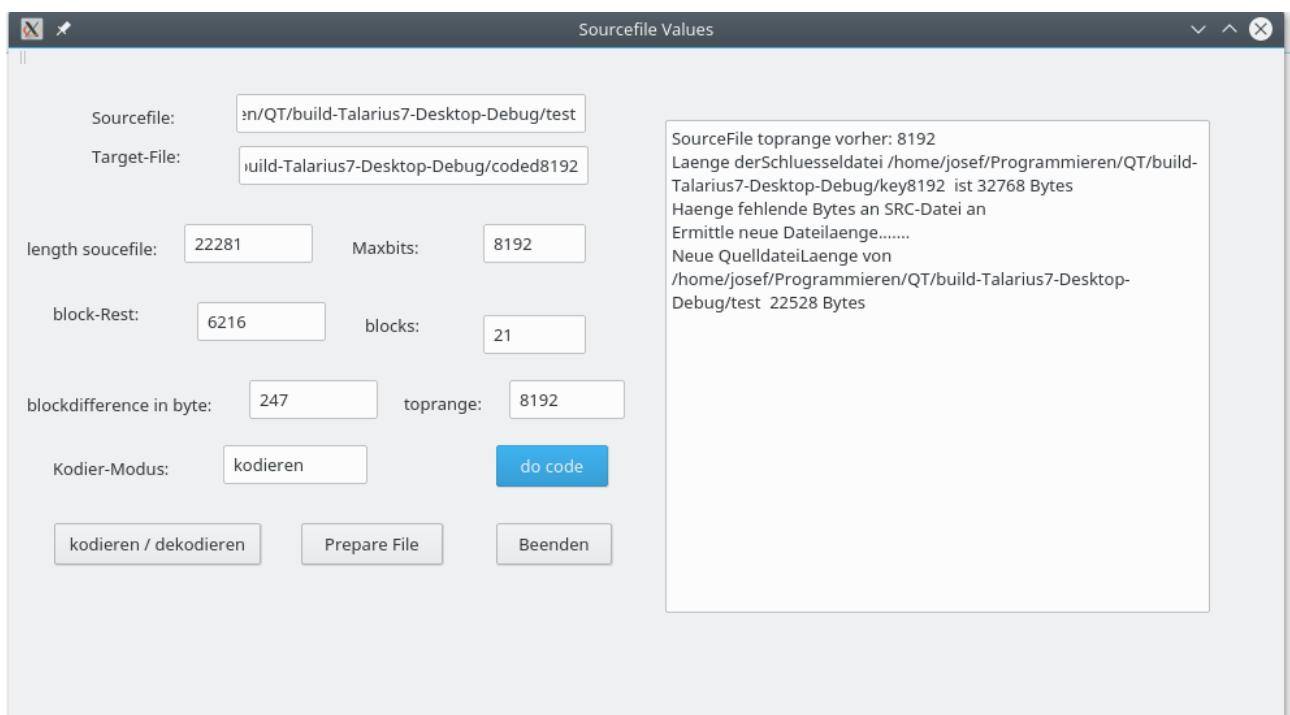 Sourcefile Values
Sourcefile:
en/QT/build-Talarius7-Desktop-Debug/test
Target-File:
uild-Talarius7-Desktop-Debug/coded8192
length soucefile:
22281
Maxbits:
8192
block-Rest:
6216
blocks:
21
blockdifference in byte:
247
toprange:
8192
Kodier-Modus:
kodieren
do code
kodieren / dekodieren
Prepare File
Beenden
SourceFile toprange vorher: 8192
Laenge derSchluesseldatei /home/josef/Programmieren/QT/build-
Talarius7-Desktop-Debug/key8192  ist 32768 Bytes
Haenge fehlende Bytes an SRC-Datei an
Ermittle neue Dateilaenge.......
Neue QuelldateiLaenge von
/home/josef/Programmieren/QT/build-Talarius7-Desktop-
Debug/test  22528 Bytes